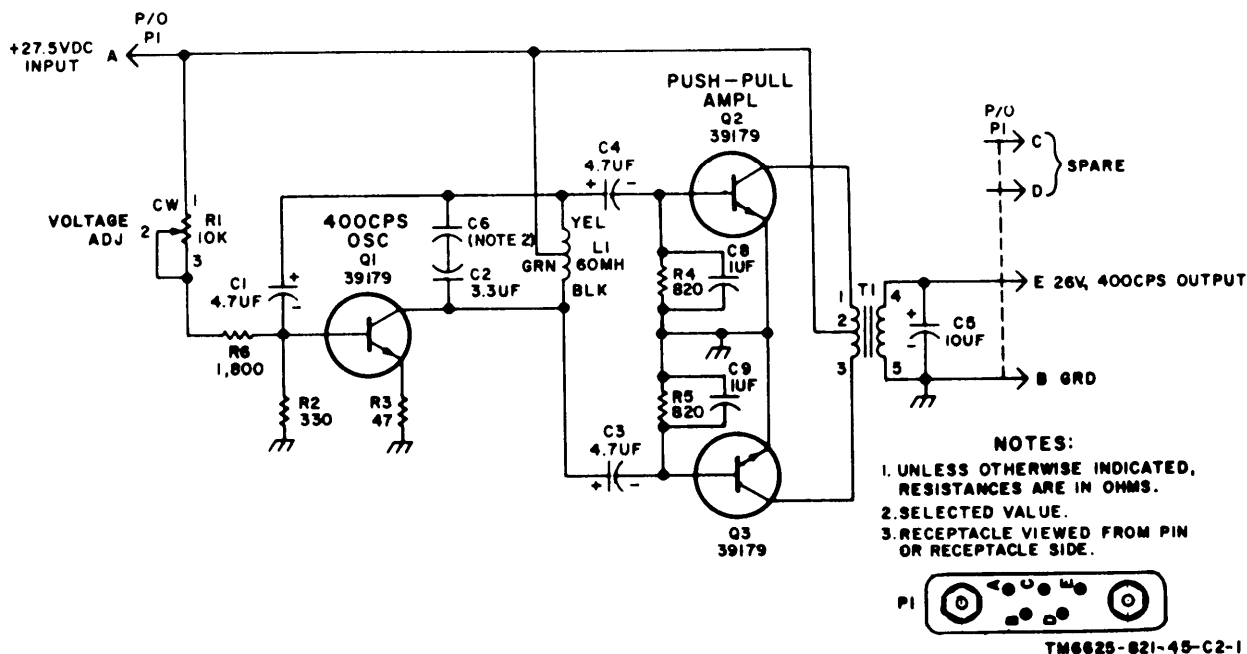 P/O
P1
+27.5VDC
INPUT
A
PUSH-PULL
AMPL
Q2
39179
P/O
P1
C
D
SPARE
C4
4.7UF
+ -
CW
1
VOLTAGE
ADJ
2
R1
10K
3
400CPS
OSC
Q1
39179
C6
(NOTE 2)
YEL
L1
60MH
GRN
BLK
C2
3.3UF
C1
4.7UF
+
-
R4
820
C8
1UF
1
T1
4
2
3
5
E 26V, 400CPS OUTPUT
+
-
C5
10UF
B GRD
R6
1,800
R2
330
R3
47
R5
820
C9
1UF
C3
4.7UF
+ -
Q3
39179
NOTES:
1. UNLESS OTHERWISE INDICATED,
RESISTANCES ARE IN OHMS.
2. SELECTED VALUE.
3. RECEPTACLE VIEWED FROM PIN
OR RECEPTACLE SIDE.
P1
A C E
B D
TM6625-821-45-C2-1